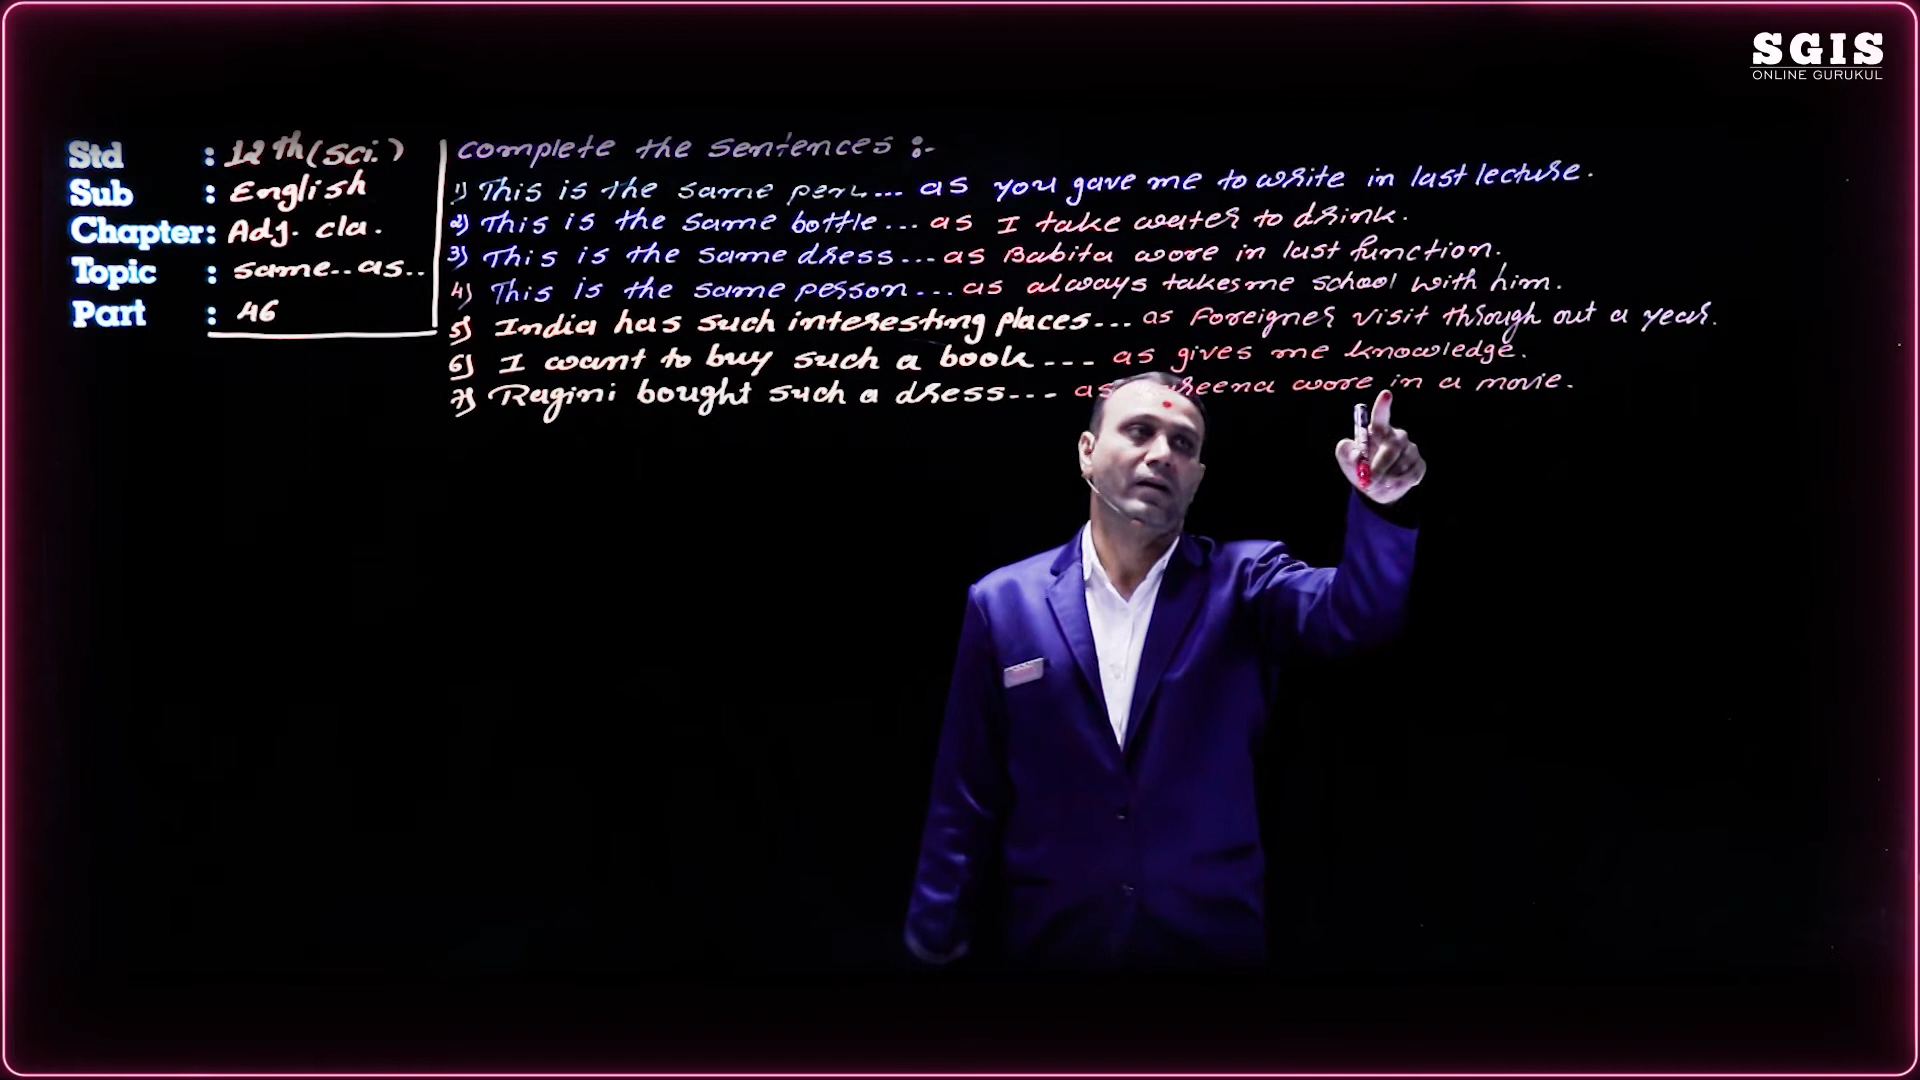 SGIS
ONLINE GURUKUL
Std : 12th (sci.)
Sub : English
Chapter : Adj. cla.
Topic : same.. as..
Part : 46
complete the sentences :-
1) This is the same pen... as you gave me to write in last lecture.
2) This is the same bottle... as I take water to drink.
3) This is the same dress... as Babita wore in last function.
4) This is the same person... as always takes me school with him.
5) India has such interesting places... as Foreigner visit through out a year.
6) I want to buy such a book --- as gives me knowledge.
7) Ragini bought such a dress--- as wore in a movie.